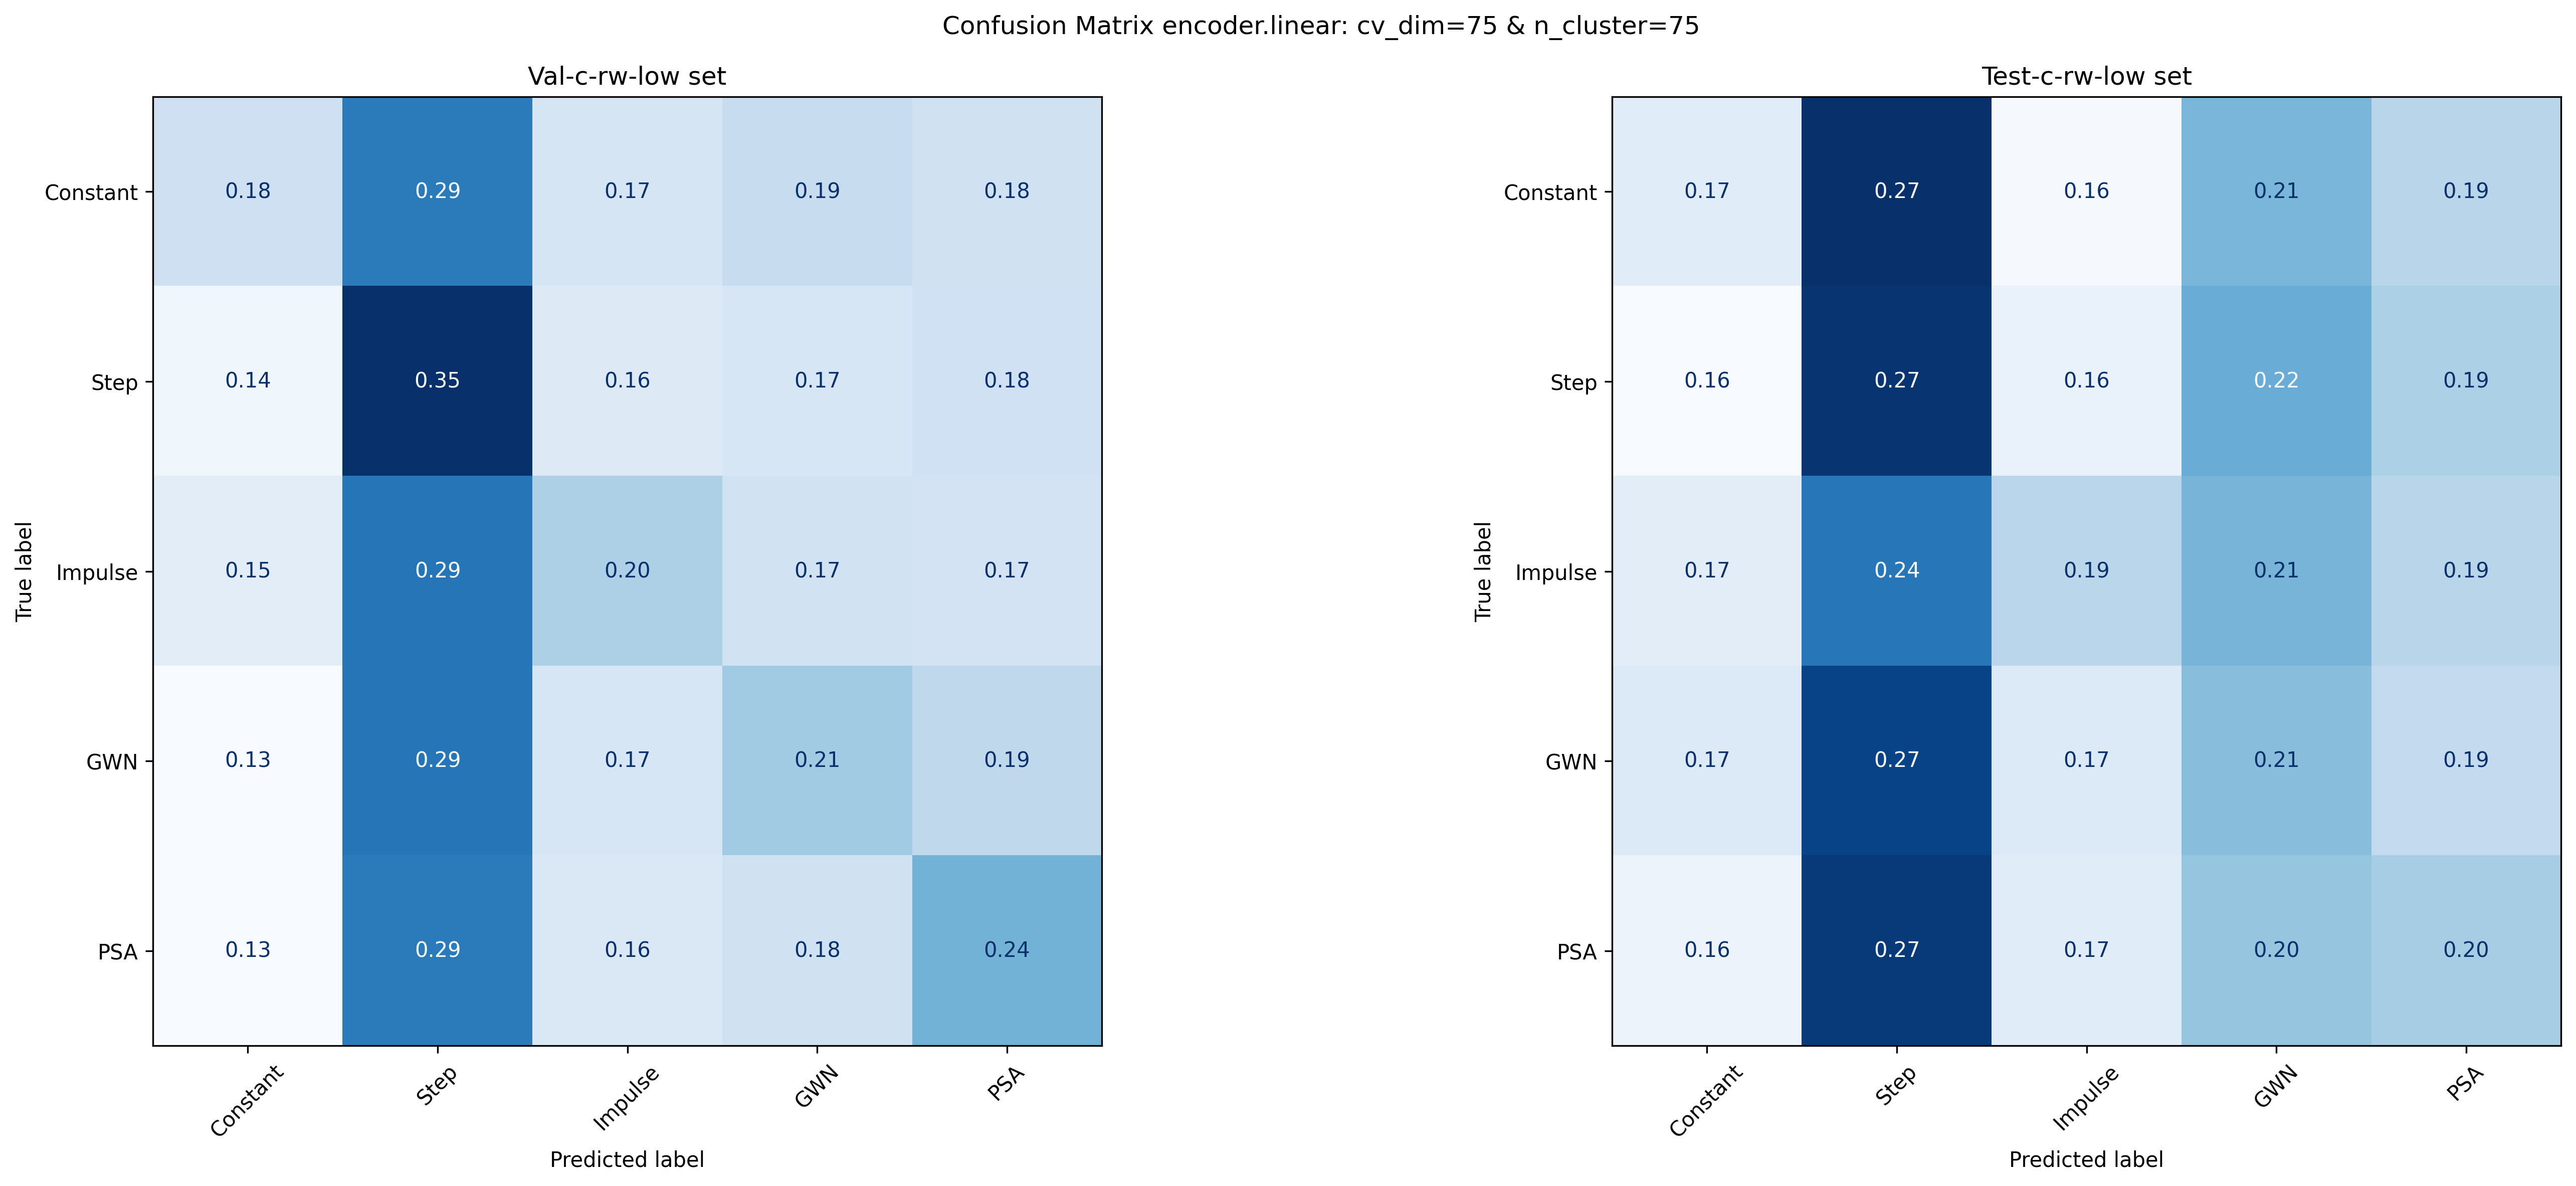 Confusion Matrix encoder.linear: cv_dim=75 & n_cluster=75
Val-c-rw-low set
True label
Constant 0.18 0.29 0.17 0.19 0.18
Step 0.14 0.35 0.16 0.17 0.18
Impulse 0.15 0.29 0.20 0.17 0.17
GWN 0.13 0.29 0.17 0.21 0.19
PSA 0.13 0.29 0.16 0.18 0.24
Constant Step Impulse GWN PSA
Predicted label
Test-c-rw-low set
True label
Constant 0.17 0.27 0.16 0.21 0.19
Step 0.16 0.27 0.16 0.22 0.19
Impulse 0.17 0.24 0.19 0.21 0.19
GWN 0.17 0.27 0.17 0.21 0.19
PSA 0.16 0.27 0.17 0.20 0.20
Constant Step Impulse GWN PSA
Predicted label